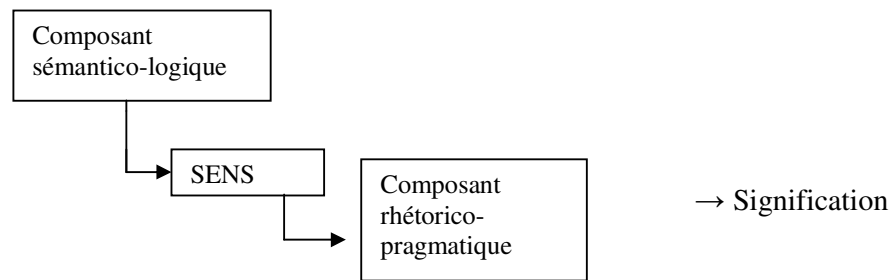 Composant
sémantico-logique
SENS
Composant
rhétorico-
pragmatique
→ Signification